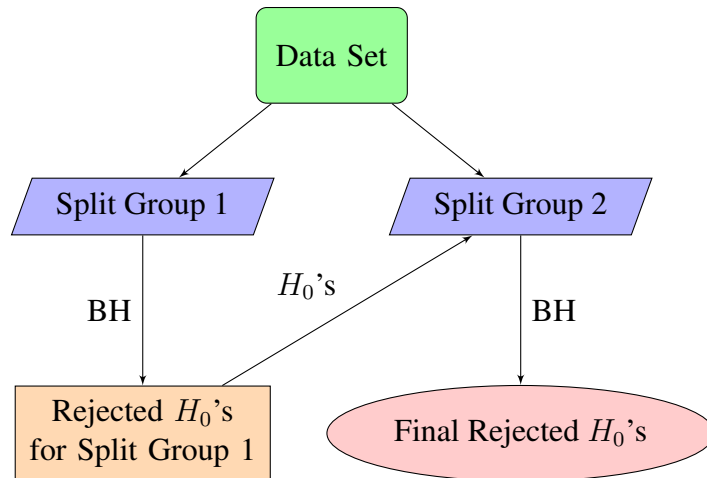 Data Set
Split Group 1
Split Group 2
H₀'s
BH
BH
Rejected H₀'s
for Split Group 1
Final Rejected H₀'s